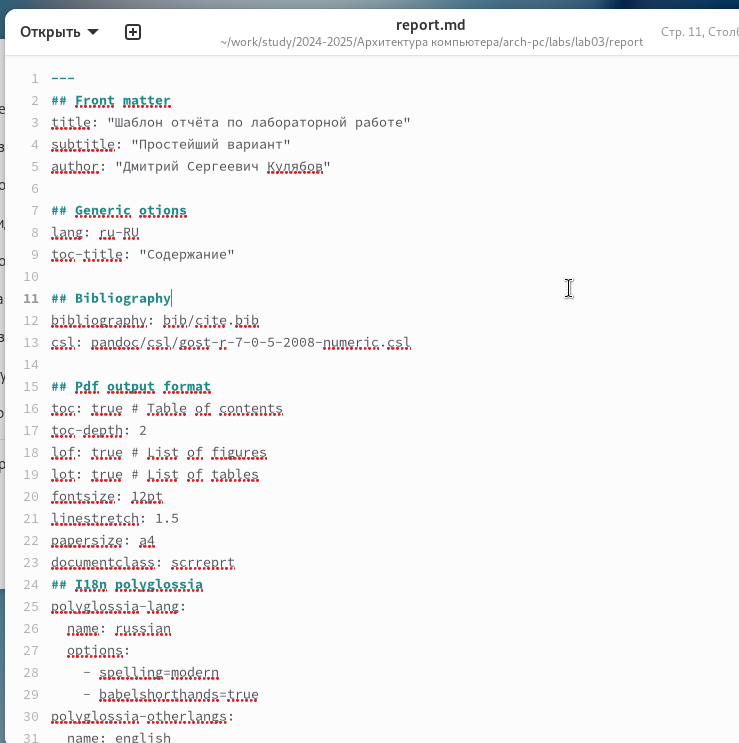 Открыть
report.md
~/work/study/2024-2025/Архитектура компьютера/arch-pc/labs/lab03/report
Стр. 11,
1 ---
2 ## Front matter
3 title: "Шаблон отчёта по лабораторной работе"
4 subtitle: "Простейший вариант"
5 author: "Дмитрий Сергеевич Кулябов"
6
7 ## Generic otions
8 lang: ru-RU
9 toc-title: "Содержание"
10
11 ## Bibliography
12 bibliography: bib/cite.bib
13 csl: pandoc/csl/gost-r-7-0-5-2008-numeric.csl
14
15 ## Pdf output format
16 toc: true # Table of contents
17 toc-depth: 2
18 lof: true # List of figures
19 lot: true # List of tables
20 fontsize: 12pt
21 linestretch: 1.5
22 papersize: a4
23 documentclass: scrreprt
24 ## I18n polyglossia
25 polyglossia-lang:
26   name: russian
27   options:
28     - spelling=modern
29     - babelshorthands=true
30 polyglossia-otherlangs:
31   name: english